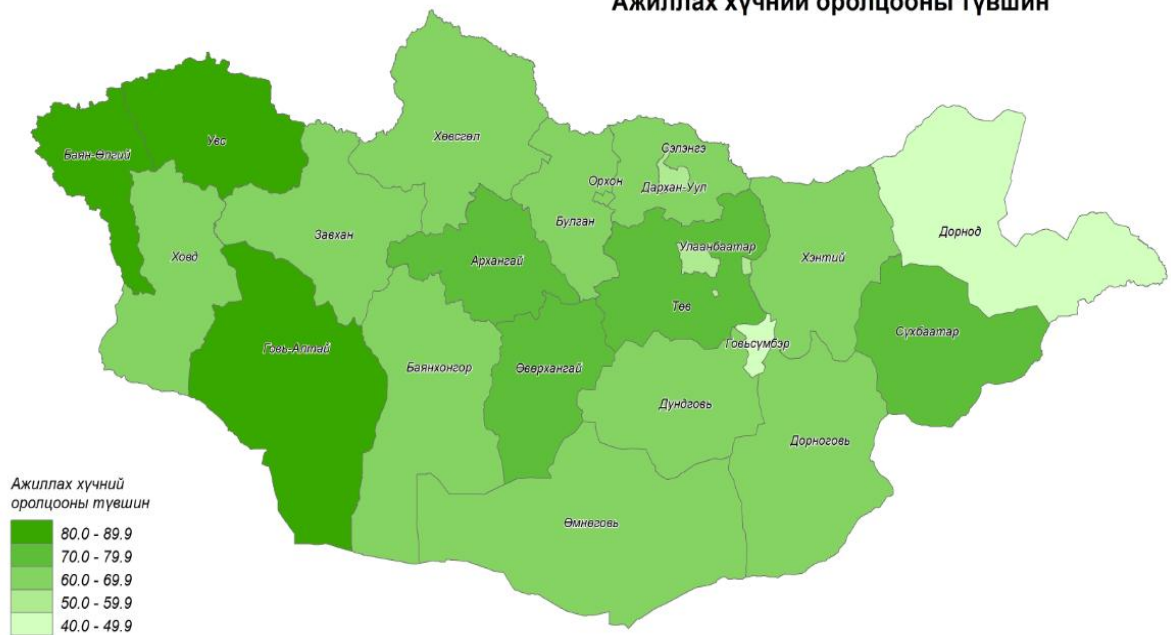 Ажиллах хүчний оролцооны түвшин
Хөвсгөл
Увс
Сэлэнгэ
Баян-Өлгий
Орхон
Дархан-Уул
Булган
Дорнод
Завхан
Улаанбаатар
Ховд
Архангай
Хэнтий
Төв
Сүхбаатар
Говьсүмбэр
Говь-Алтай
Баянхонгор
Өвөрхангай
Дундговь
Дорноговь
Өмнөговь
Ажиллах хүчний
оролцооны түвшин
80.0 - 89.9
70.0 - 79.9
60.0 - 69.9
50.0 - 59.9
40.0 - 49.9